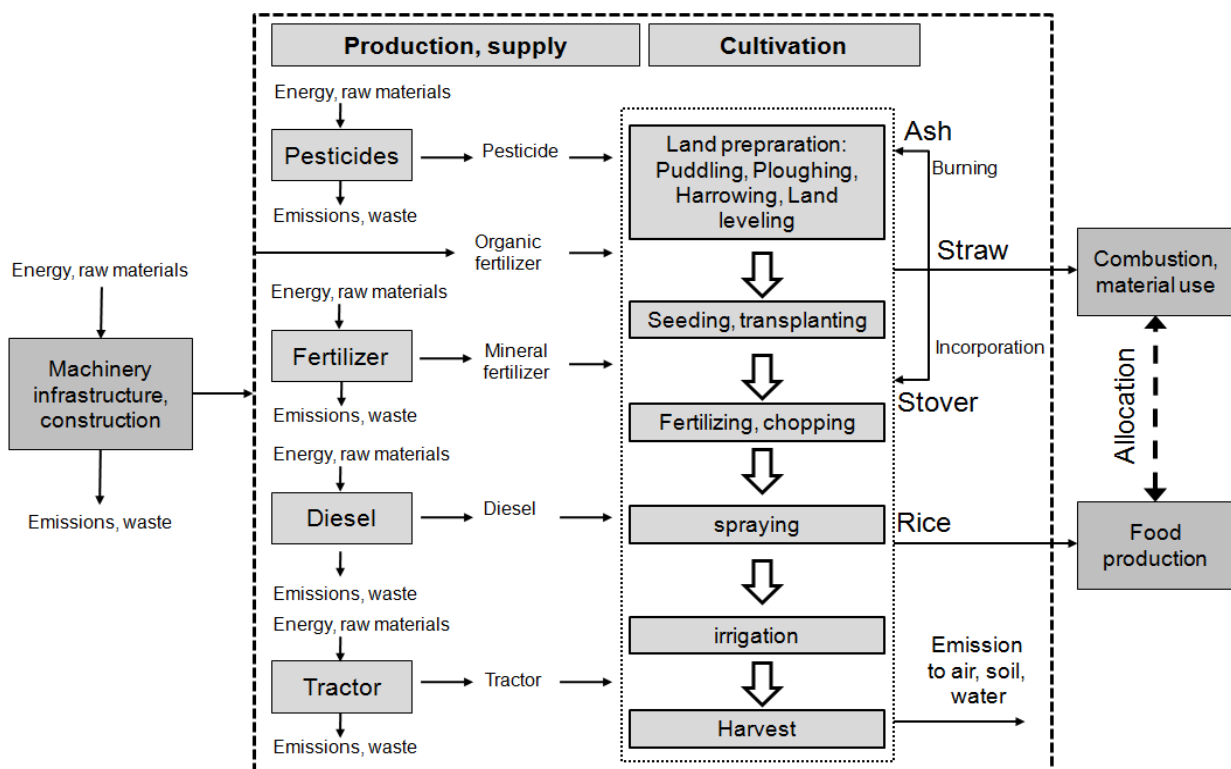 Production, supply
Cultivation
Energy, raw materials
Pesticides
Pesticide
Emissions, waste
Organic
fertilizer
Energy, raw materials
Fertilizer
Mineral
fertilizer
Emissions, waste
Energy, raw materials
Diesel
Diesel
Emissions, waste
Energy, raw materials
Tractor
Tractor
Emissions, waste
Energy, raw materials
Machinery
infrastructure,
construction
Emissions, waste
Land prepraration:
Puddling, Ploughing,
Harrowing, Land
leveling
Seeding, transplanting
Fertilizing, chopping
spraying
irrigation
Harvest
Ash
Burning
Straw
Incorporation
Stover
Rice
Emission
to air, soil,
water
Combustion,
material use
Allocation
Food
production